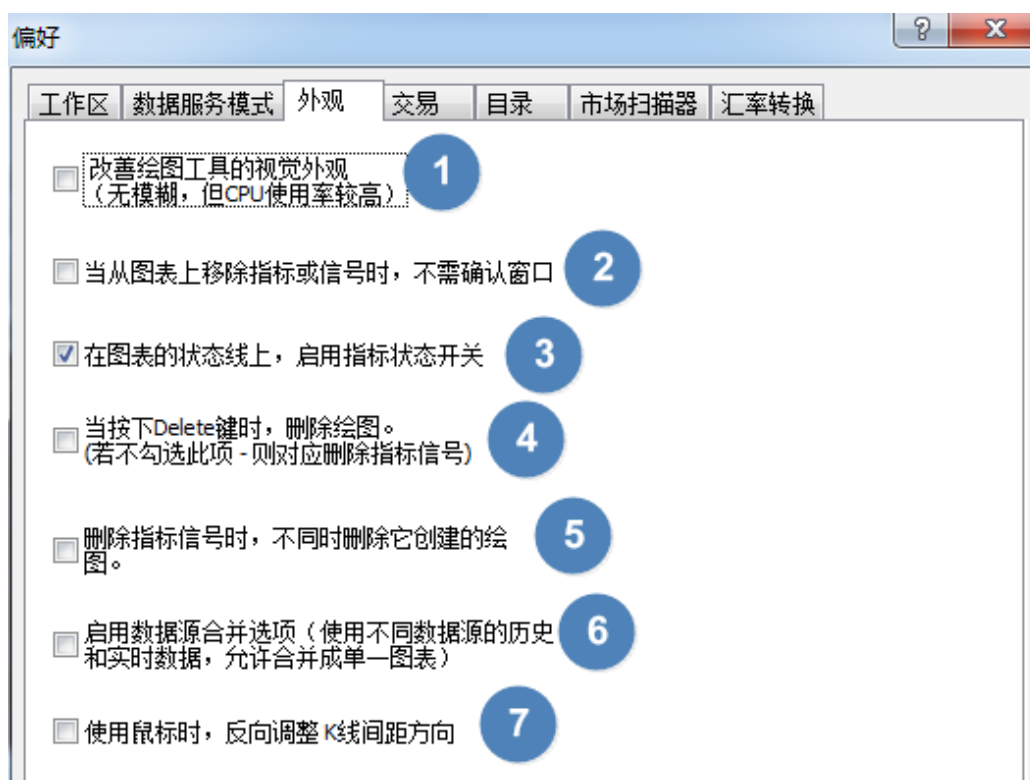 偏好
工作区 数据服务模式 外观 交易 目录 市场扫描器 汇率转换
改善绘图工具的视觉外观
（无模糊，但CPU使用率较高）
1
当从图表上移除指标或信号时，不需确认窗口
2
在图表的状态线上，启用指标状态开关
3
当按下Delete键时，删除绘图。
(若不勾选此项 - 则对应删除指标信号)
4
删除指标信号时，不同时删除它创建的绘
图。
5
启用数据源合并选项（使用不同数据源的历史
和实时数据，允许合并成单一图表）
6
使用鼠标时，反向调整 K线间距方向
7